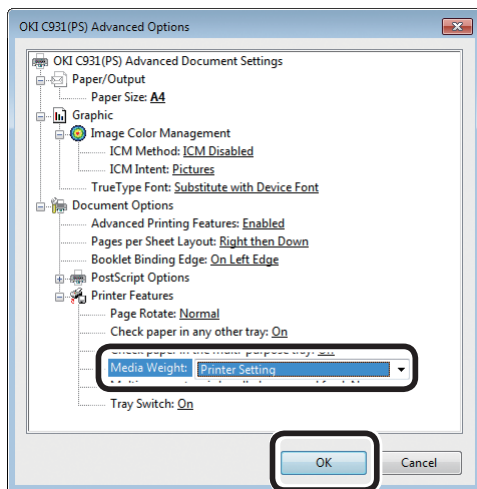 OKI C931(PS) Advanced Options
OKI C931(PS) Advanced Document Settings
Paper/Output
Paper Size: A4
Graphic
Image Color Management
ICM Method: ICM Disabled
ICM Intent: Pictures
TrueType Font: Substitute with Device Font
Document Options
Advanced Printing Features: Enabled
Pages per Sheet Layout: Right then Down
Booklet Binding Edge: On Left Edge
PostScript Options
Printer Features
Page Rotate: Normal
Check paper in any other tray: On
Media Weight: Printer Setting
Tray Switch: On
OK Cancel